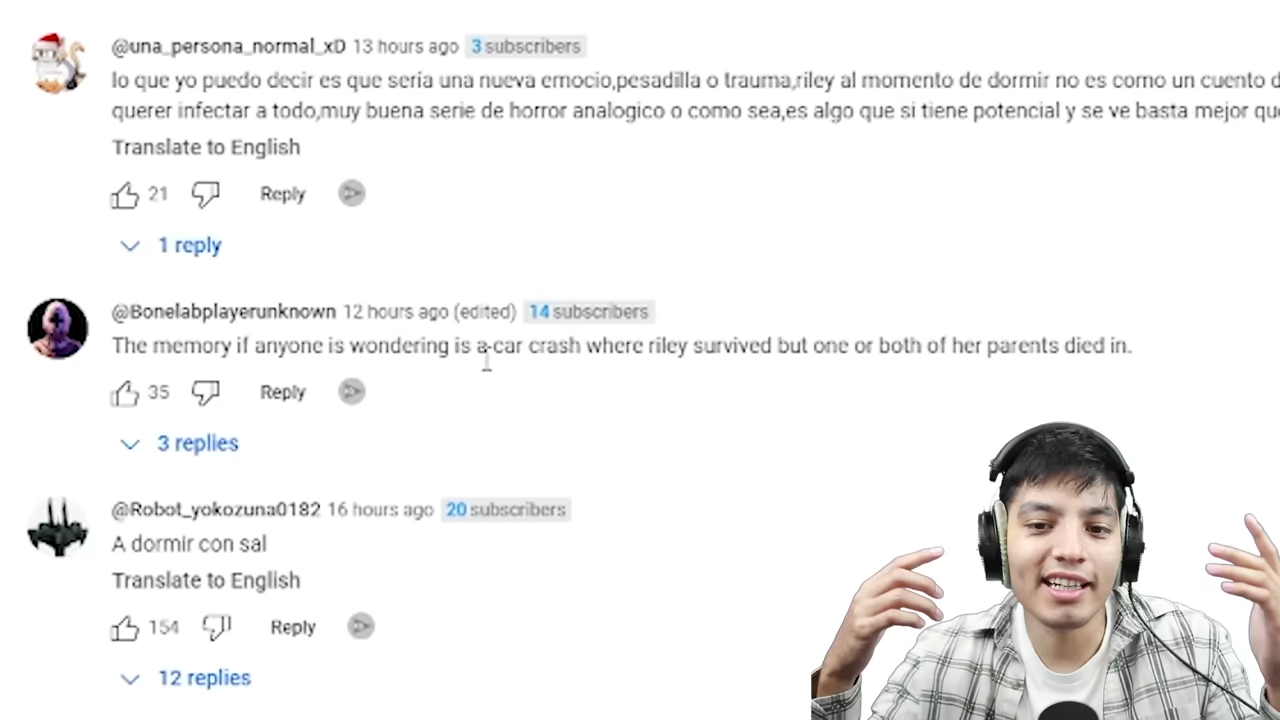 @una_persona_normal_xD 13 hours ago 3 subscribers
lo que yo puedo decir es que sería una nueva emocio,pesadilla o trauma,riley al momento de dormir no es como un cuento d
querer infectar a todo,muy buena serie de horror analogico o como sea,es algo que si tiene potencial y se ve basta mejor qu
Translate to English
21 Reply
1 reply
@Bonelabplayerunknown 12 hours ago (edited) 14 subscribers
The memory if anyone is wondering is a car crash where riley survived but one or both of her parents died in.
35 Reply
3 replies
@Robot_yokozuna0182 16 hours ago 20 subscribers
A dormir con sal
Translate to English
154 Reply
12 replies